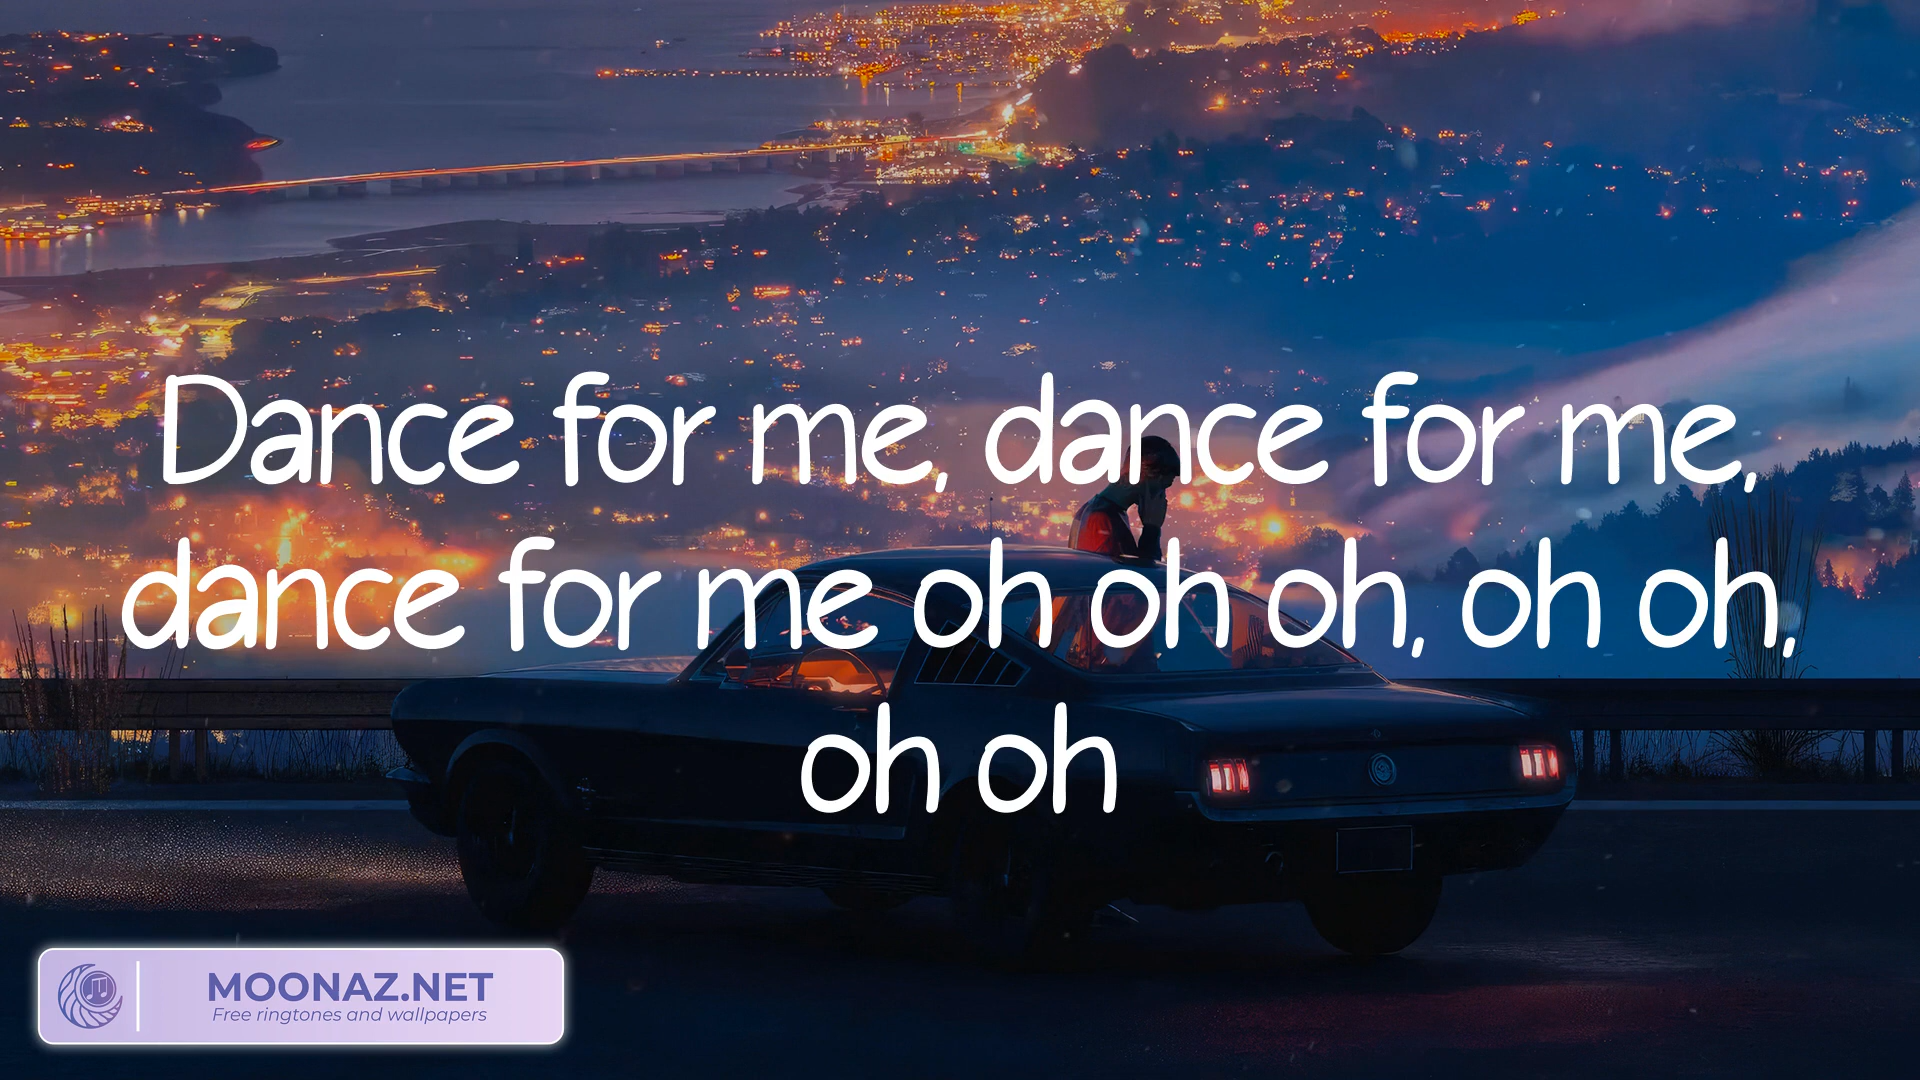 Dance for me, dance for me,
dance for me oh oh oh, oh oh,
oh oh
MOONAZ.NET
Free ringtones and wallpapers